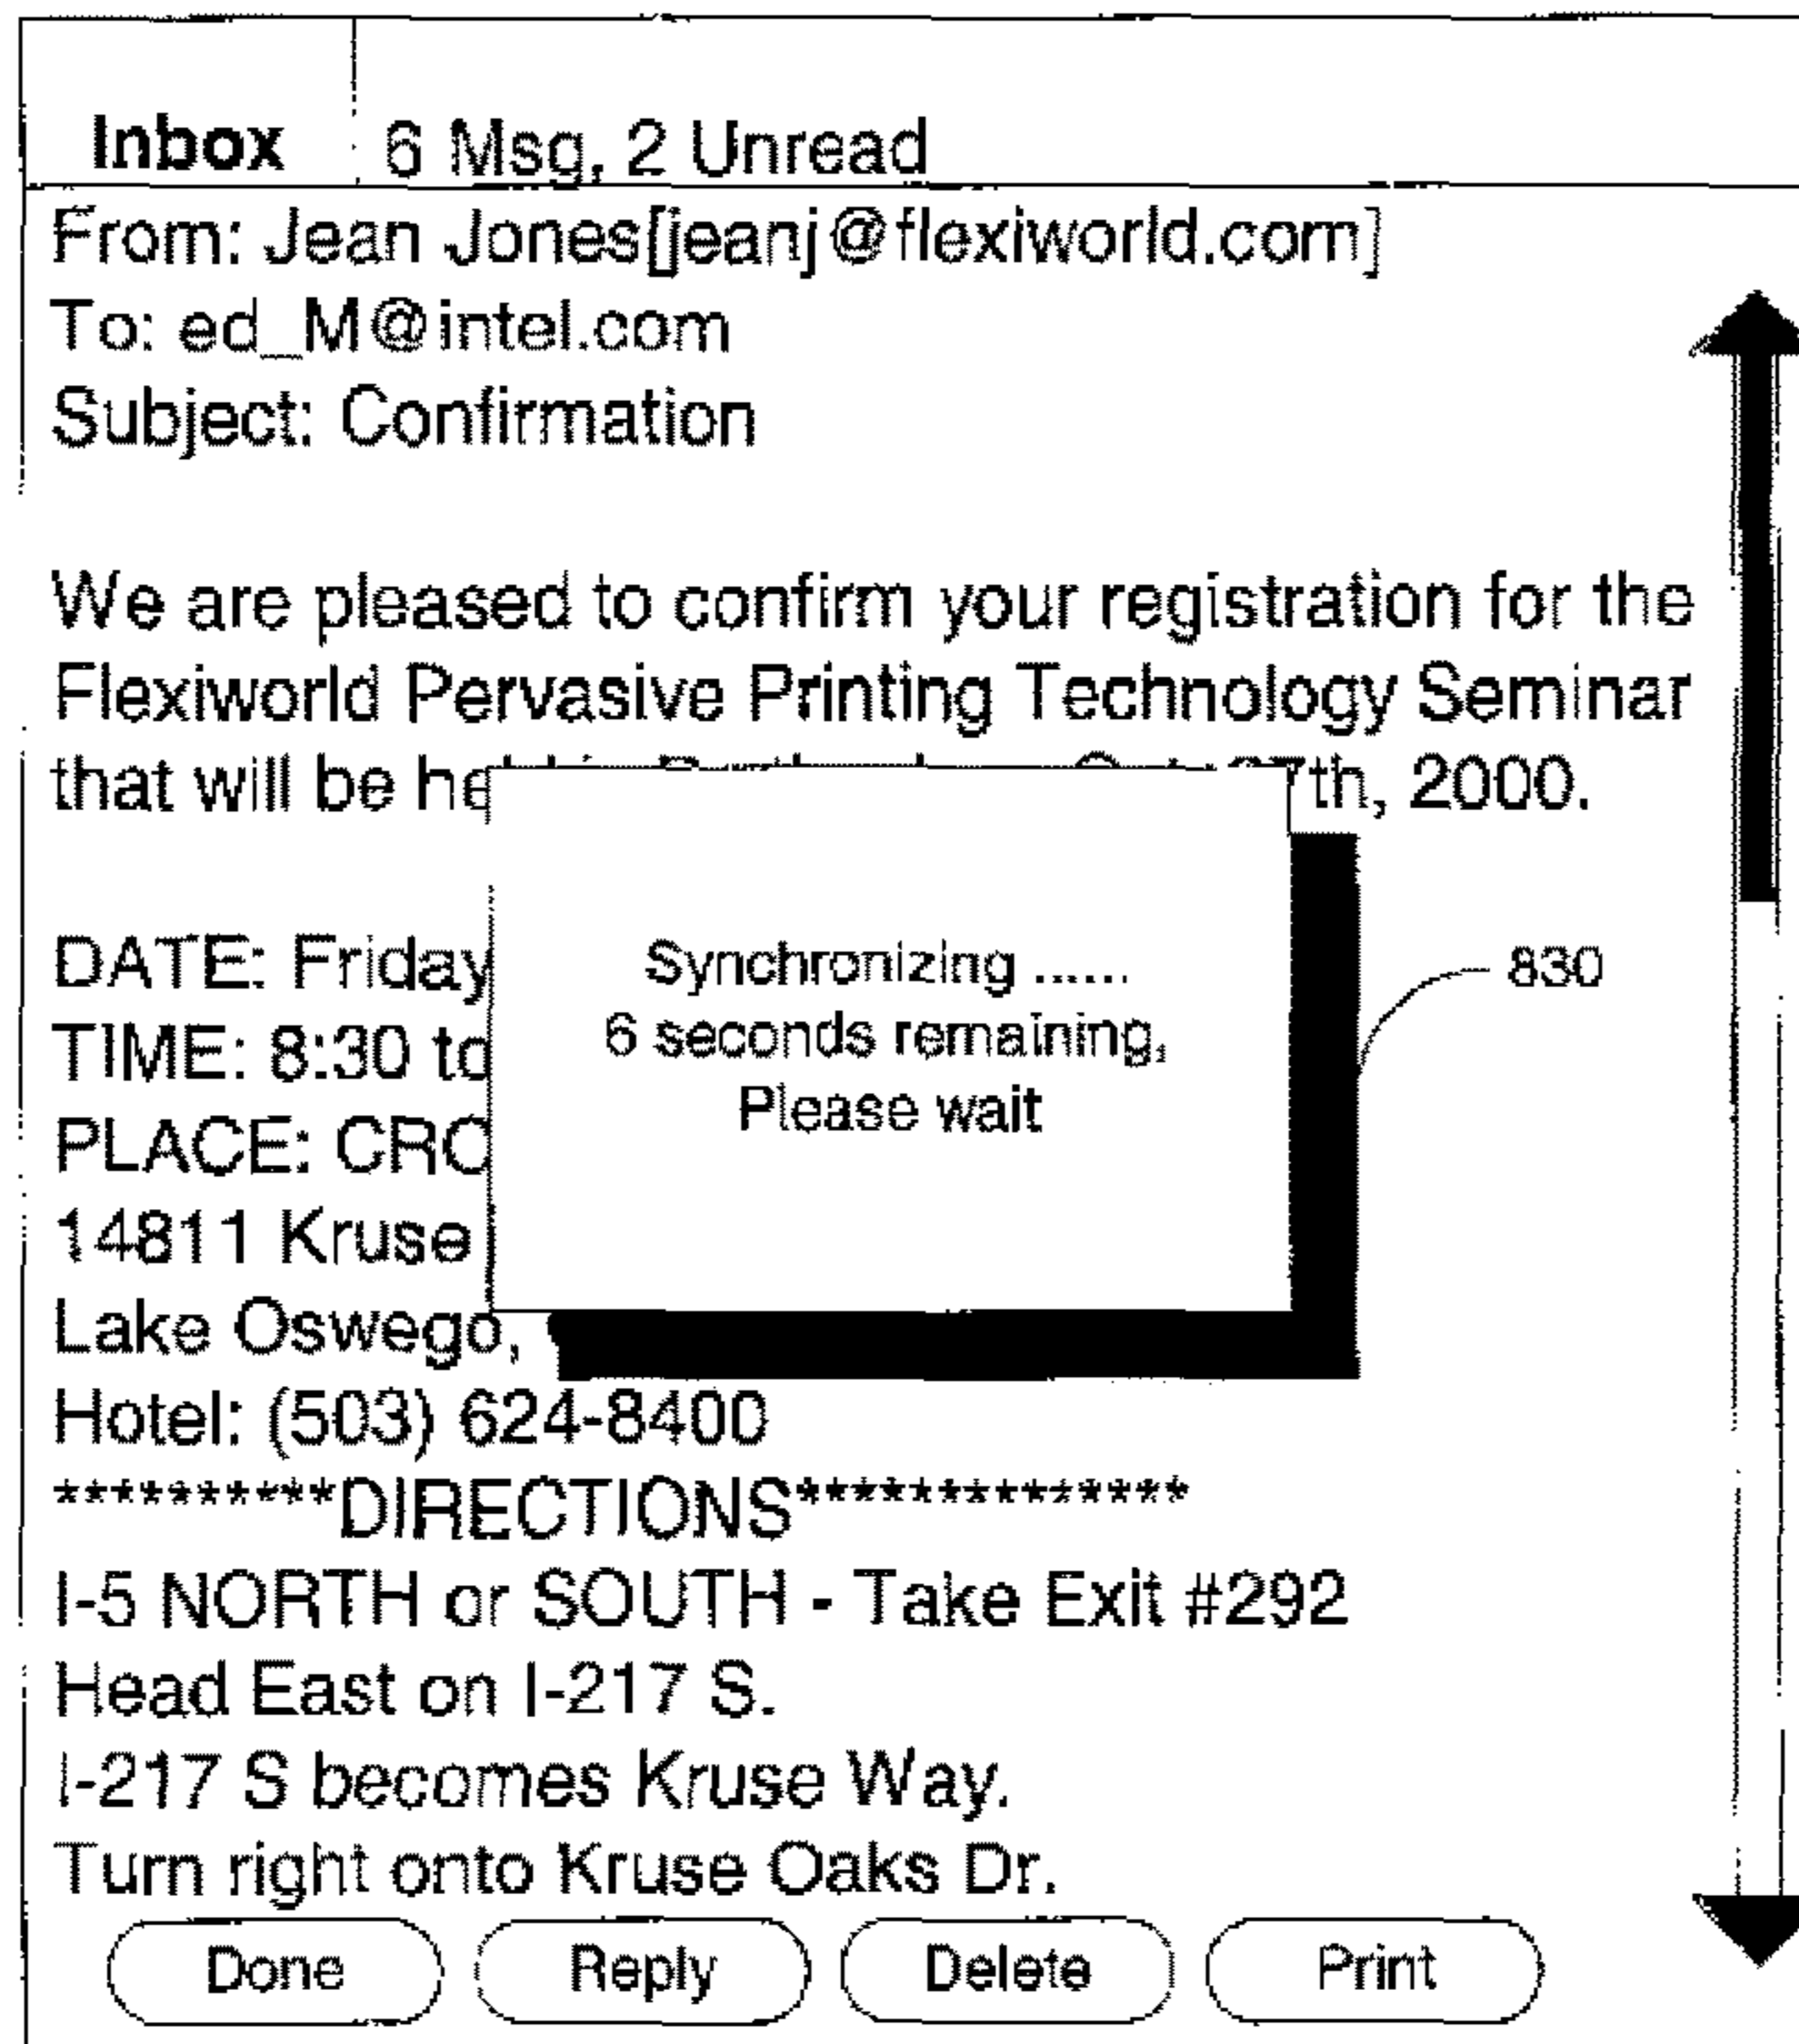 Inbox 6 Msg, 2 Unread
From: Jean Jones[jeanj@flexiworld.com]
To: ed_M@intel.com
Subject: Confirmation
We are pleased to confirm your registration for the
Flexiworld Pervasive Printing Technology Seminar
that will be 7th, 2000.
DATE: Friday
TIME: 8:30 to
PLACE:
14811 Kruse
Lake Oswego,
Hotel: (503) 624-8400
**********DIRECTIONS**************
I-5 NORTH or SOUTH - Take Exit #292
Head East on I-217 S.
I-217 S becomes Kruse Way.
Turn right onto Kruse Oaks Dr.
Synchronizing ......
6 seconds remaining,
Please wait
830
Done Reply Delete Print